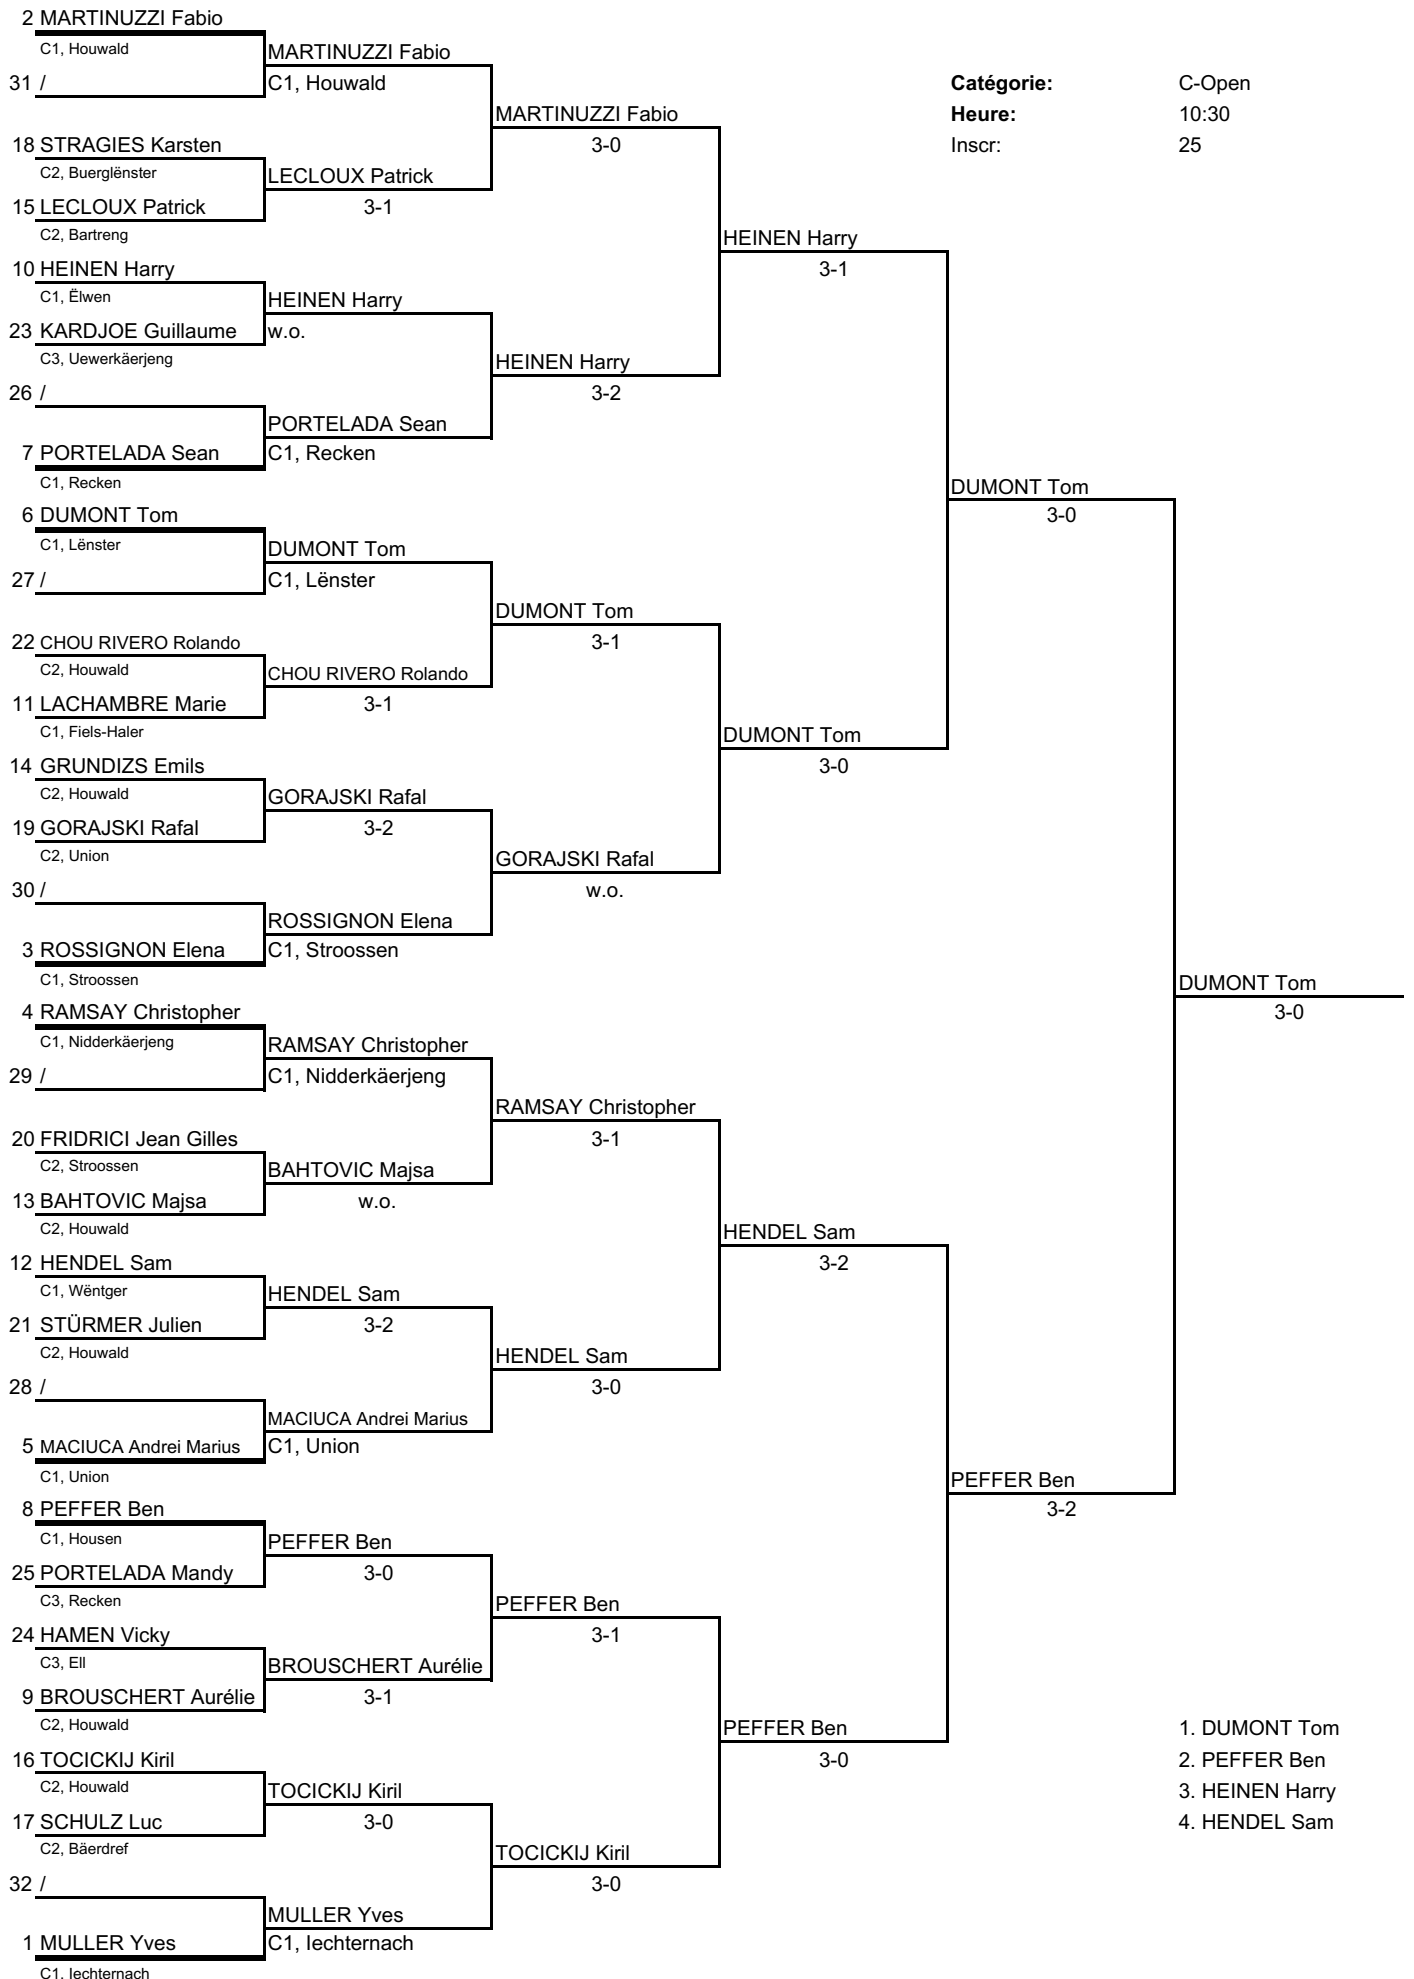 2 MARTINUZZI Fabio
C1, Houwald
MARTINUZZI Fabio
31 /
C1, Houwald
Catégorie: C-Open
MARTINUZZI Fabio
Heure: 10:30
18 STRAGIES Karsten
3-0
Inscr: 25
C2, Buerglënster
LECLOUX Patrick
15 LECLOUX Patrick
3-1
C2, Bartreng
HEINEN Harry
10 HEINEN Harry
3-1
C1, Ëlwen
HEINEN Harry
23 KARDJOE Guillaume
w.o.
C3, Uewerkäerjeng
HEINEN Harry
26 /
3-2
PORTELADA Sean
7 PORTELADA Sean
C1, Recken
C1, Recken
DUMONT Tom
6 DUMONT Tom
3-0
C1, Lënster
DUMONT Tom
27 /
C1, Lënster
DUMONT Tom
22 CHOU RIVERO Rolando
3-1
C2, Houwald
CHOU RIVERO Rolando
11 LACHAMBRE Marie
3-1
C1, Fiels-Haler
DUMONT Tom
14 GRUNDIZS Emils
3-0
C2, Houwald
GORAJSKI Rafal
19 GORAJSKI Rafal
3-2
C2, Union
GORAJSKI Rafal
30 /
w.o.
ROSSIGNON Elena
3 ROSSIGNON Elena
C1, Stroossen
C1, Stroossen
DUMONT Tom
4 RAMSAY Christopher
3-0
C1, Nidderkäerjeng
RAMSAY Christopher
29 /
C1, Nidderkäerjeng
RAMSAY Christopher
20 FRIDRICI Jean Gilles
3-1
C2, Stroossen
BAHTOVIC Majsa
13 BAHTOVIC Majsa
w.o.
C2, Houwald
HENDEL Sam
12 HENDEL Sam
3-2
C1, Wëntger
HENDEL Sam
21 STÜRMER Julien
3-2
C2, Houwald
HENDEL Sam
28 /
3-0
MACIUCA Andrei Marius
5 MACIUCA Andrei Marius
C1, Union
C1, Union
PEFFER Ben
8 PEFFER Ben
3-2
C1, Housen
PEFFER Ben
25 PORTELADA Mandy
3-0
C3, Recken
PEFFER Ben
24 HAMEN Vicky
3-1
C3, Ell
BROUSCHERT Aurélie
9 BROUSCHERT Aurélie
3-1
C2, Houwald
PEFFER Ben
1. DUMONT Tom
16 TOCICKIJ Kiril
3-0
2. PEFFER Ben
C2, Houwald
TOCICKIJ Kiril
3. HEINEN Harry
17 SCHULZ Luc
3-0
4. HENDEL Sam
C2, Bäerdref
TOCICKIJ Kiril
32 /
3-0
MULLER Yves
1 MULLER Yves
C1, Iechternach
C1, Iechternach